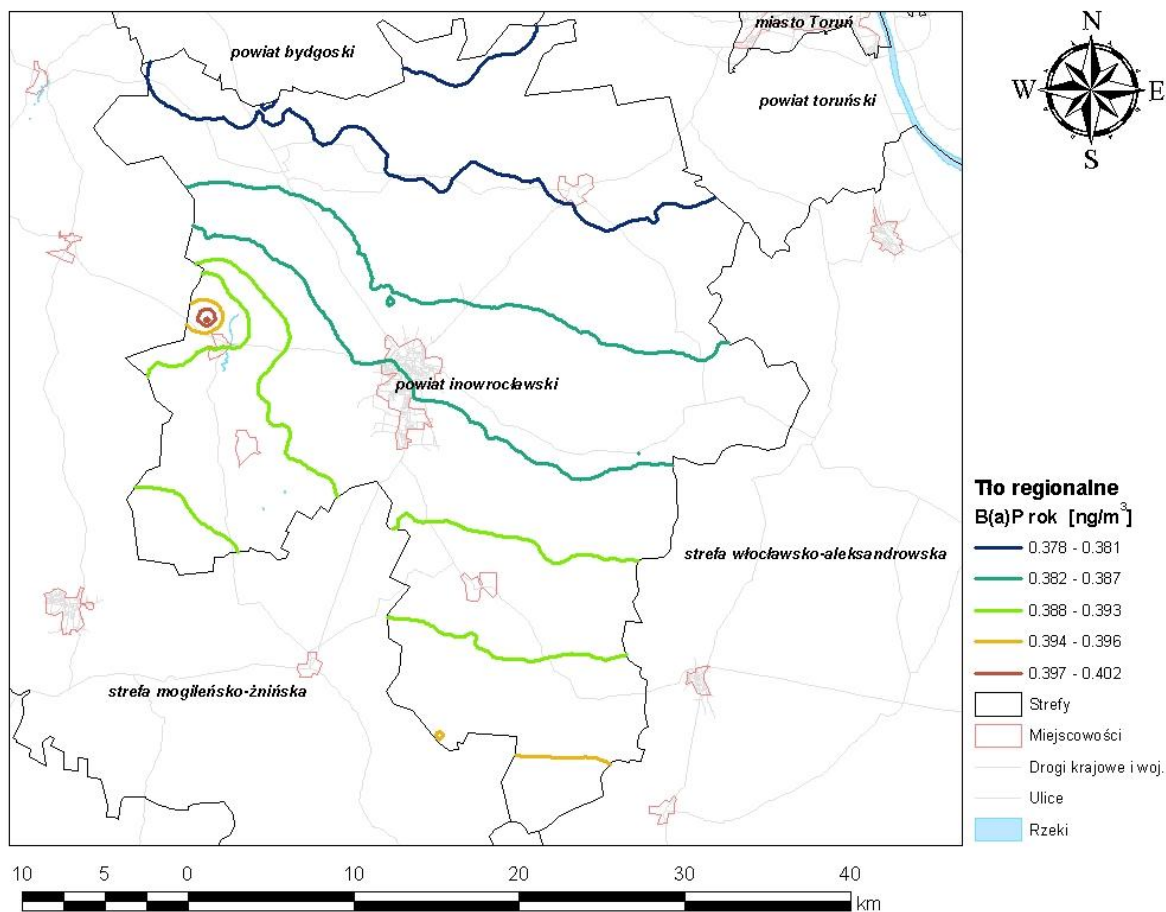 miasto Toruń
powiat bydgoski
powiat toruński
powiat inowrocławski
strefa włocławsko-aleksandrowska
strefa mogileńsko-żnińska
N
W E
S
Tło regionalne
B(a)P rok [ng/m³]
0.378 - 0.381
0.382 - 0.387
0.388 - 0.393
0.394 - 0.396
0.397 - 0.402
Strefy
Miejscowości
Drogi krajowe i woj.
Ulice
Rzeki
10 5 0 10 20 30 40
km